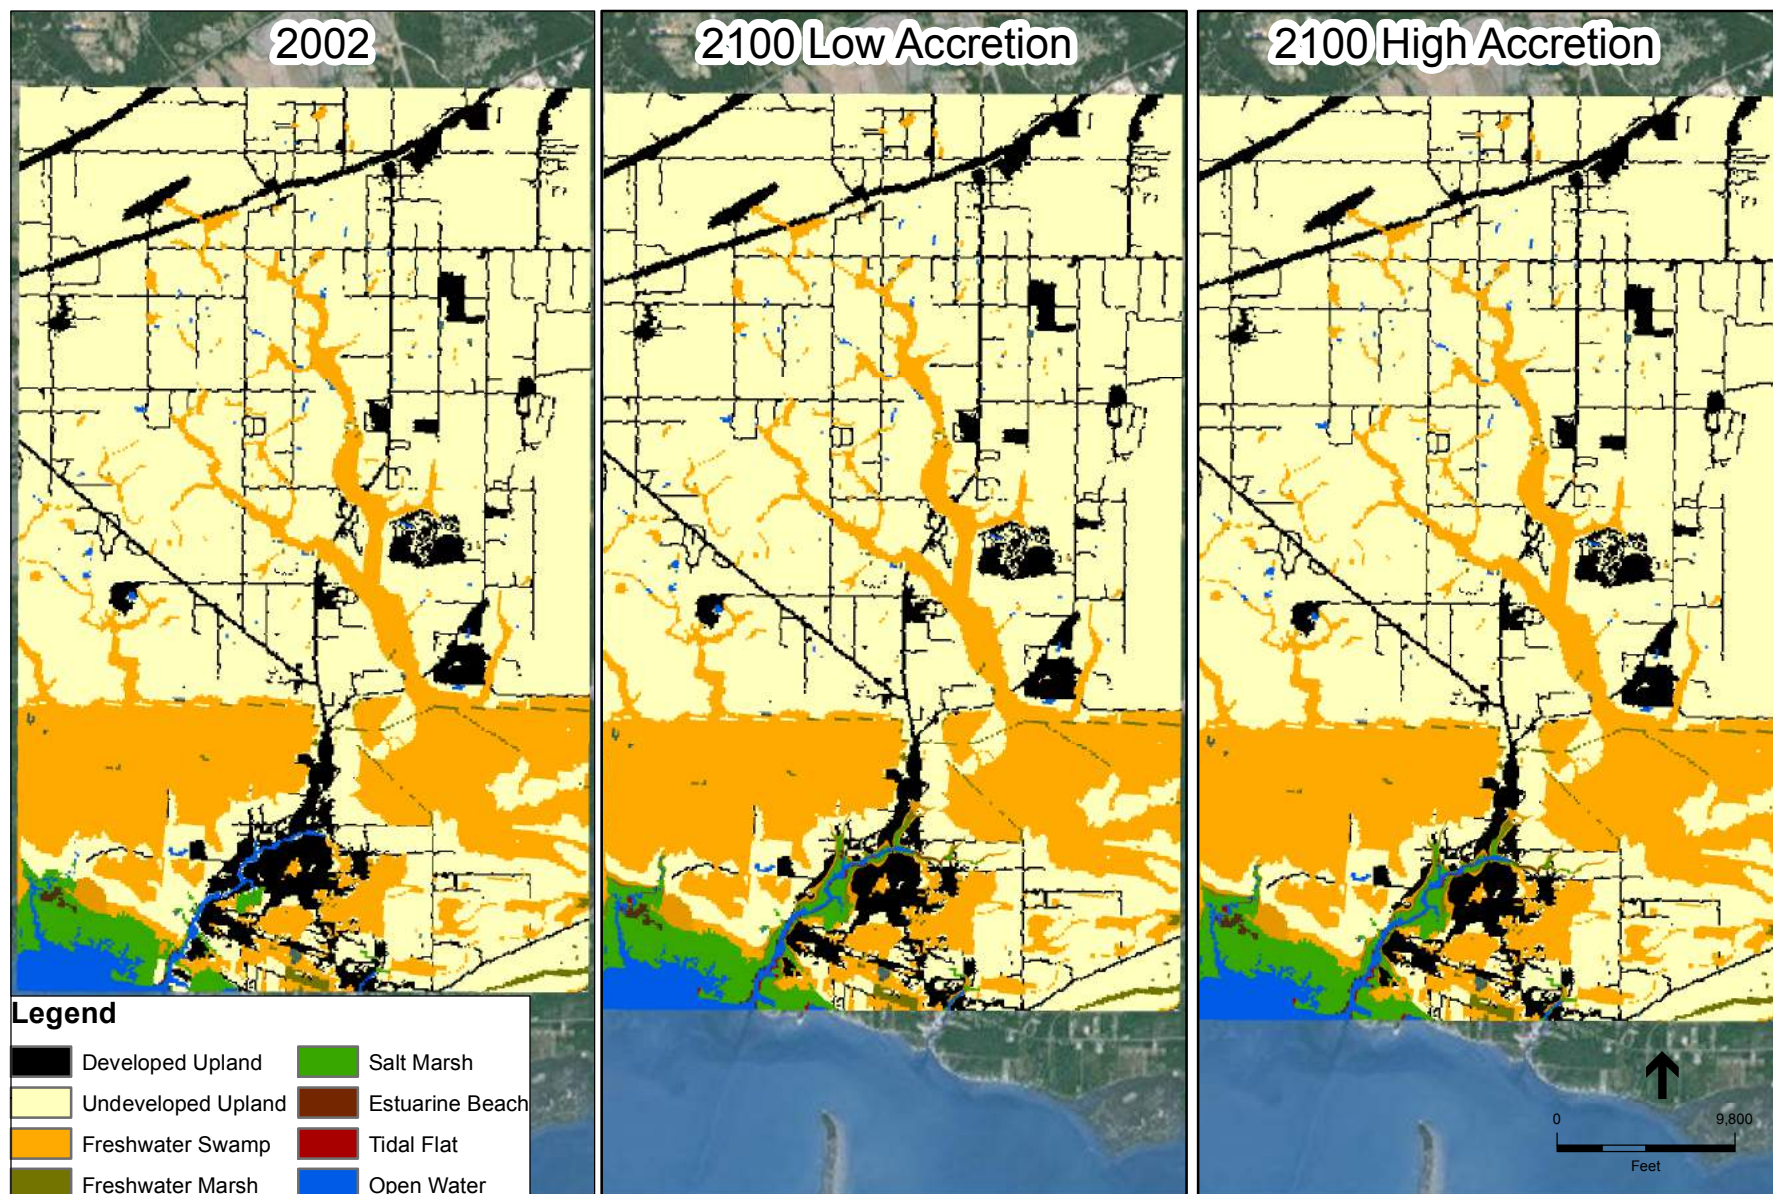 2002
2100 Low Accretion
2100 High Accretion
Legend
Developed Upland
Undeveloped Upland
Freshwater Swamp
Freshwater Marsh
Salt Marsh
Estuarine Beach
Tidal Flat
Open Water
0 9,800
Feet